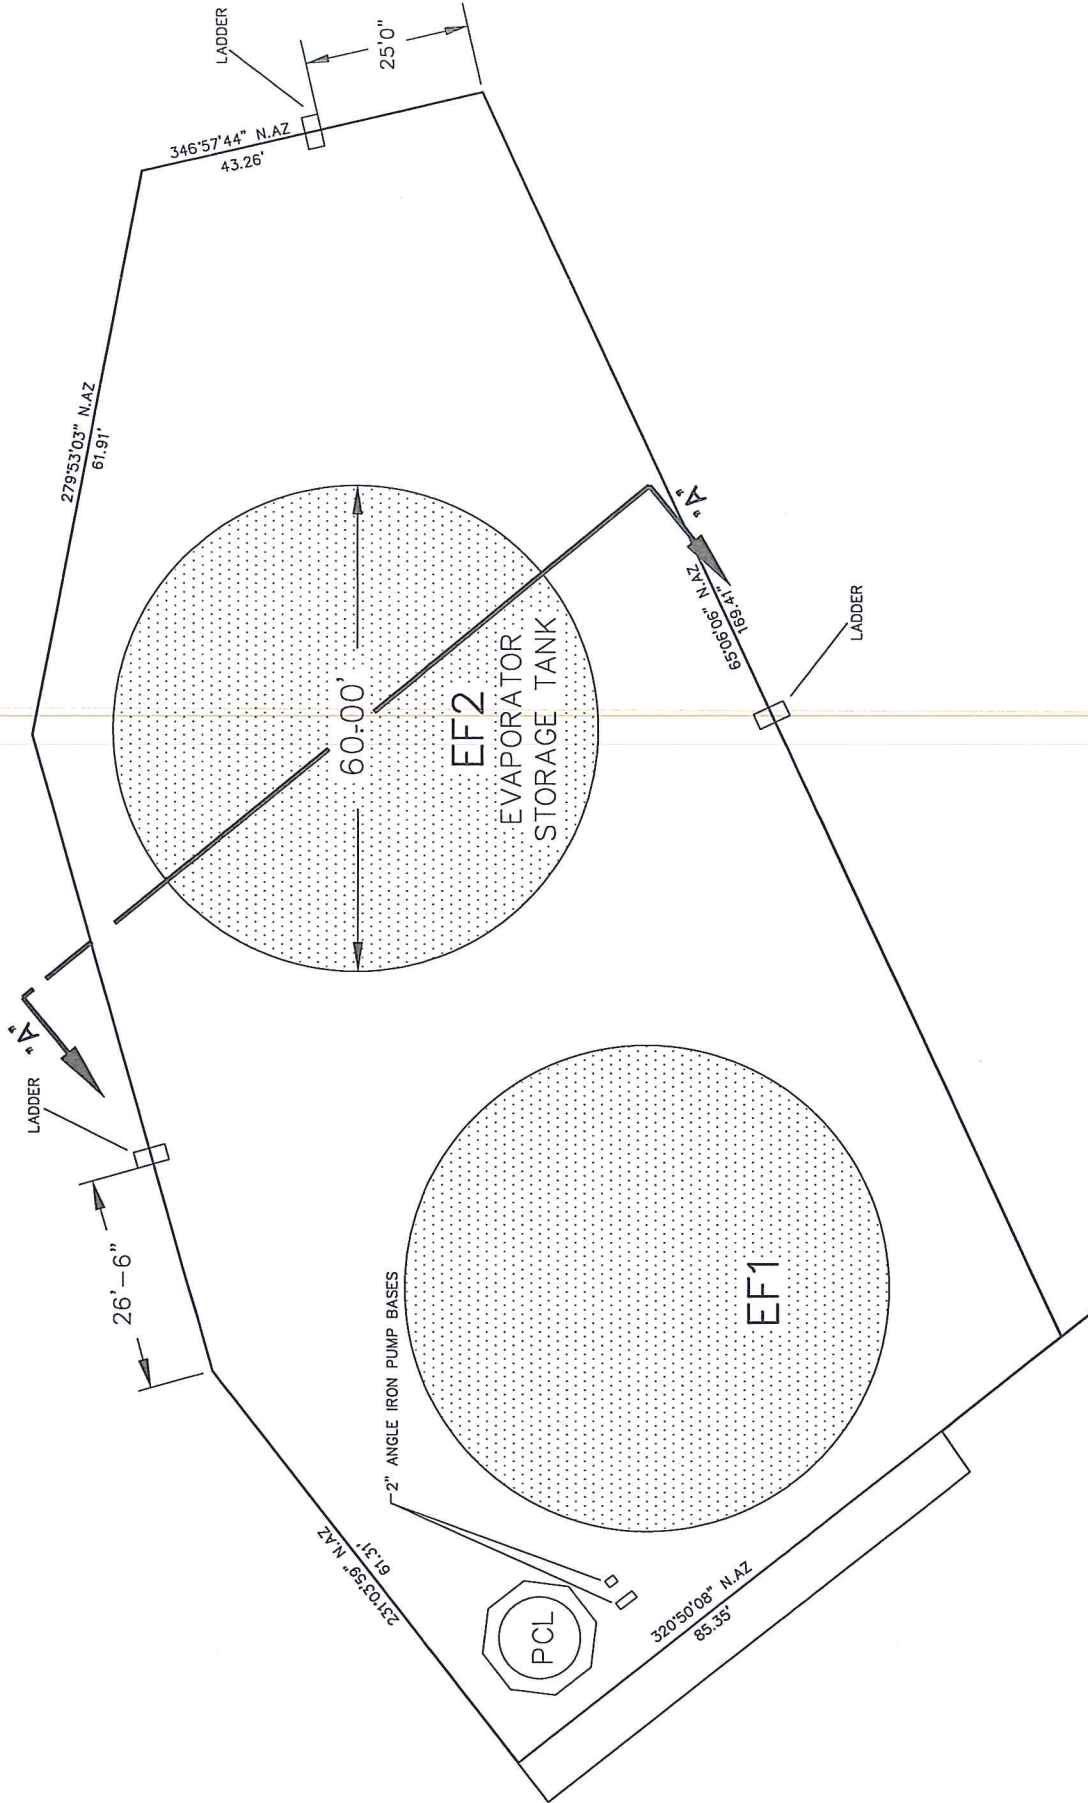 LADDER
25'0"
346°57'44" N.AZ
43.26'
279°53'03" N.AZ
61.91'
"A"
LADDER
26'-6"
60.00'
EF2
EVAPORATOR
STORAGE TANK
"A"
65°06'06" N.AZ
169.41"
LADDER
2" ANGLE IRON PUMP BASES
EF1
231°03'59" N.AZ
61.31'
PCL
320°50'08" N.AZ
85.35'